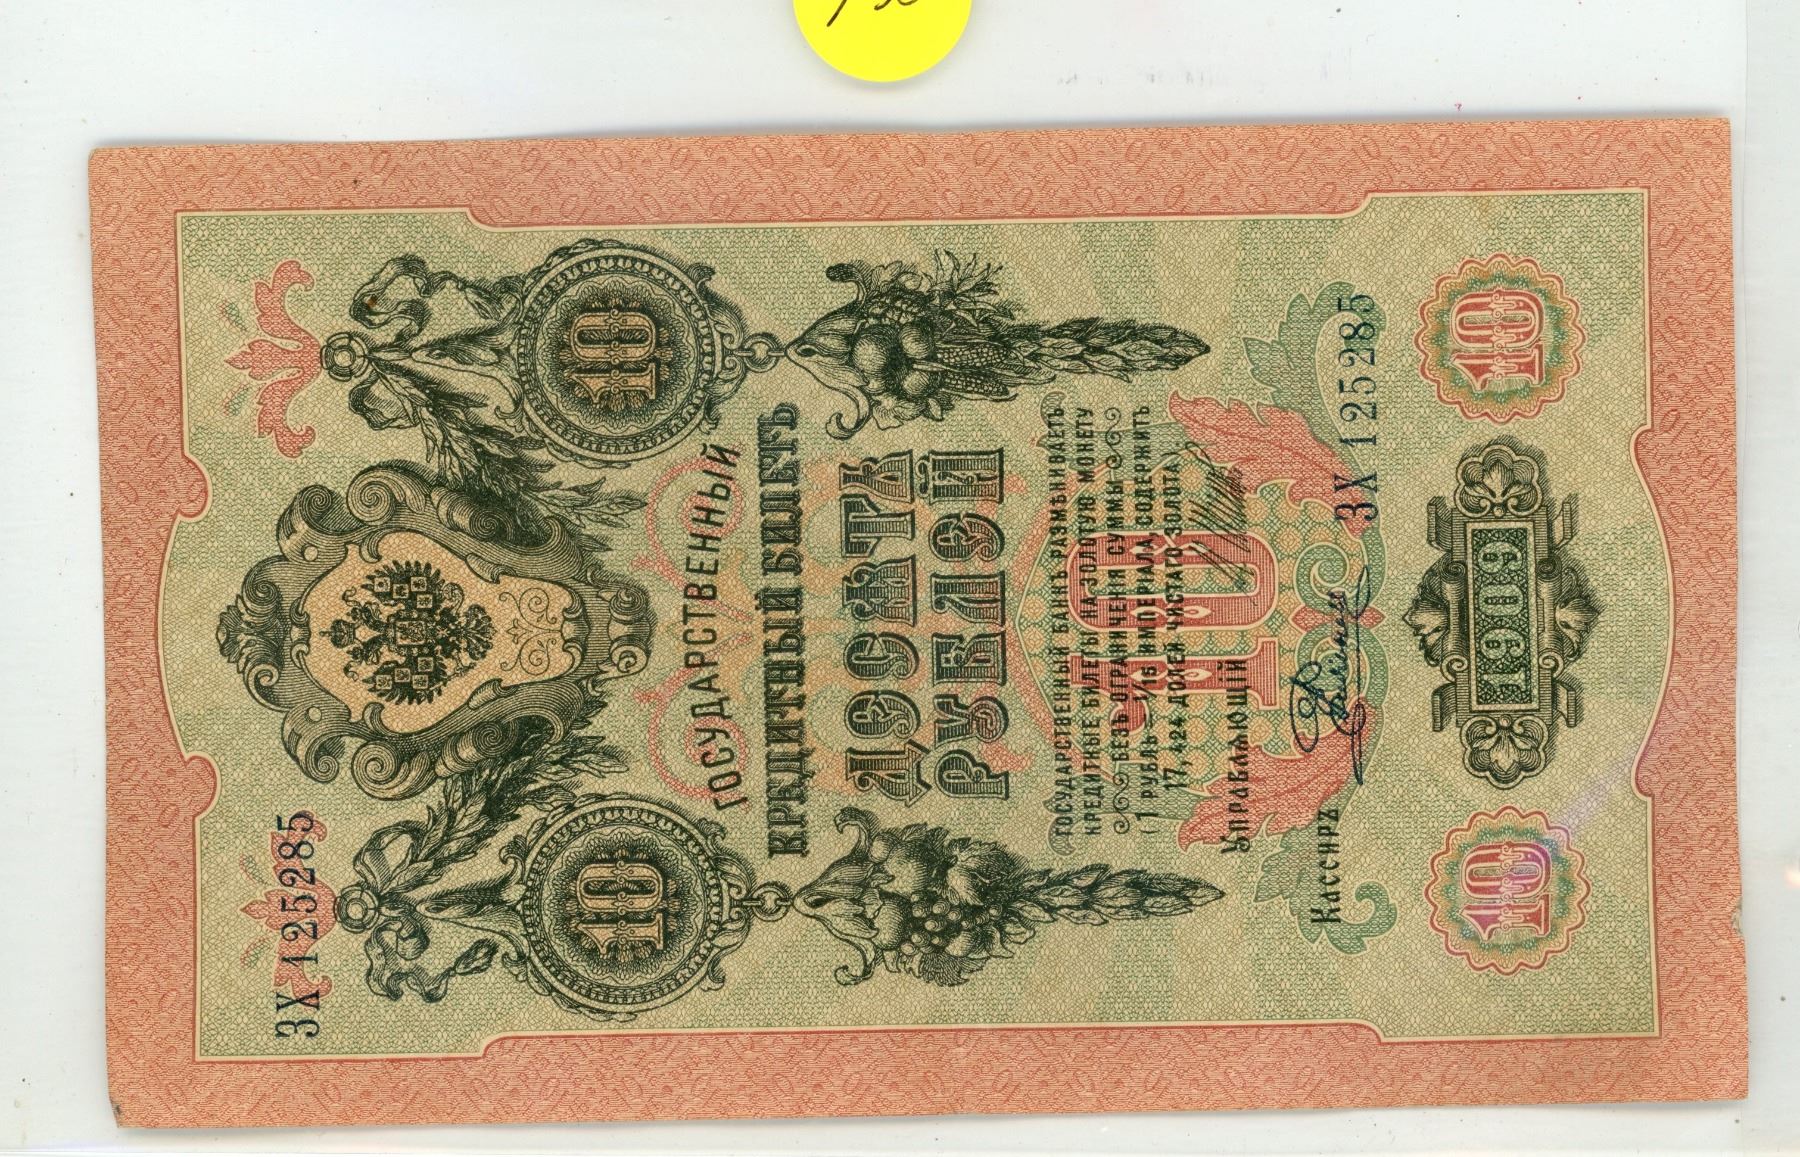 ЗХ 125285
10
10
ГОСУДАРСТВЕННЫЙ
КРЕДИТНЫЙ БИЛЕТЪ
ДЕСЯТЬ
РУБЛЕЙ
ГОСУДАРСТВЕННЫЙ БАНКЪ РАЗМѢНИВАЕТЪ
КРЕДИТНЫЕ БИЛЕТЫ НА ЗОЛОТУЮ МОНЕТУ
БЕЗЪ ОГРАНИЧЕНІЯ СУММЫ
(1 РУБЛЬ = 1/15 ИМПЕРІАЛА, СОДЕРЖИТЪ
17,424 ДОЛЕЙ ЧИСТАГО ЗОЛОТА)
10
Управляющій
Кассиръ
ЗХ 125285
10
1909
10